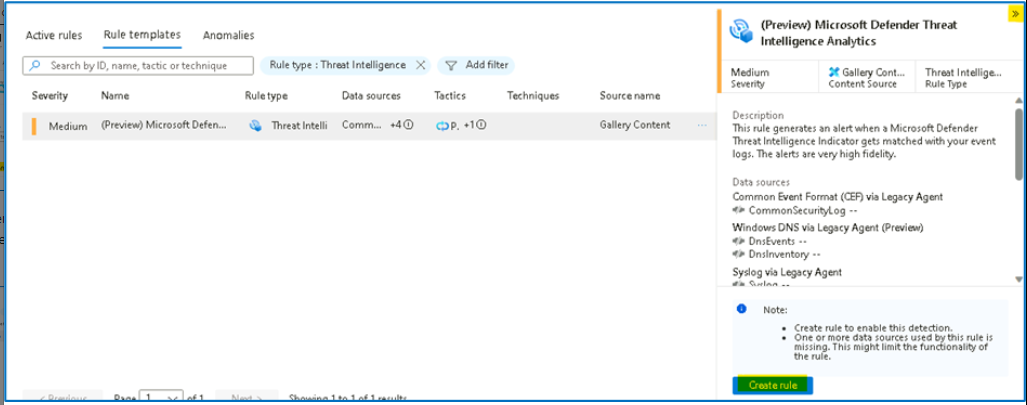 »
(Preview) Microsoft Defender Threat
Intelligence Analytics
Active rules Rule templates Anomalies
Search by ID, name, tactic or technique Rule type : Threat Intelligence Add filter
Medium Gallery Cont... Threat Intellige...
Severity Content Source Rule Type
Severity Name Rule type Data sources Tactics Techniques Source name
Medium (Preview) Microsoft Defen... Threat Intelli Comm... +4 P, +1 Gallery Content ...
Description
This rule generates an alert when a Microsoft Defender
Threat Intelligence Indicator gets matched with your event
logs. The alerts are very high fidelity.
Data sources
Common Event Format (CEF) via Legacy Agent
CommonSecurityLog --
Windows DNS via Legacy Agent (Preview)
DnsEvents --
DnsInventory --
Syslog via Legacy Agent
Syslog --
Note:
• Create rule to enable this detection.
• One or more data sources used by this rule is
missing. This might limit the functionality of
the rule.
Create rule
< Previous Page 1 of 1 Next > Showing 1 to 1 of 1 results